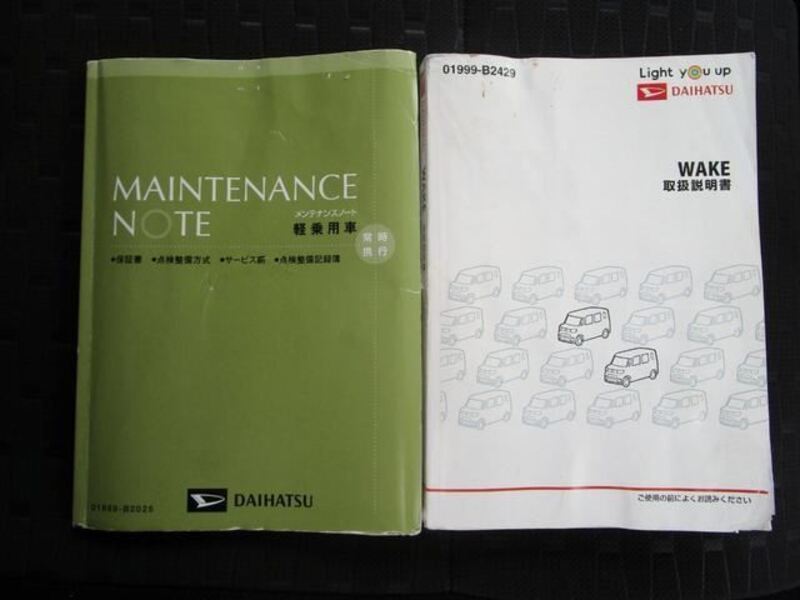 MAINTENANCE
NOTE
メンテナンスノート
軽乗用車
常時
携行
●保証書 ●点検整備方式 ●サービス網 ●点検整備記録簿
01999-B2026
DAIHATSU
01999-B2429
Light you up
DAIHATSU
WAKE
取扱説明書
ご使用の前によくお読みください